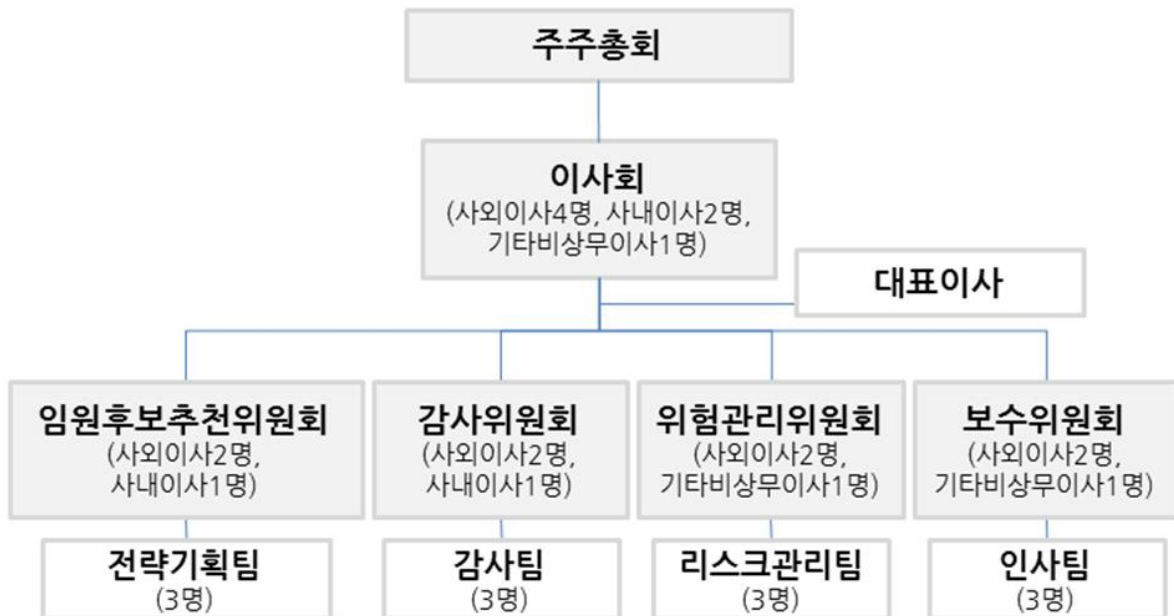 주주총회
이사회
(사외이사4명, 사내이사2명,
기타비상무이사1명)
대표이사
임원후보추천위원회
(사외이사2명,
사내이사1명)
감사위원회
(사외이사2명,
사내이사1명)
위험관리위원회
(사외이사2명,
기타비상무이사1명)
보수위원회
(사외이사2명,
기타비상무이사1명)
전략기획팀
(3명)
감사팀
(3명)
리스크관리팀
(3명)
인사팀
(3명)